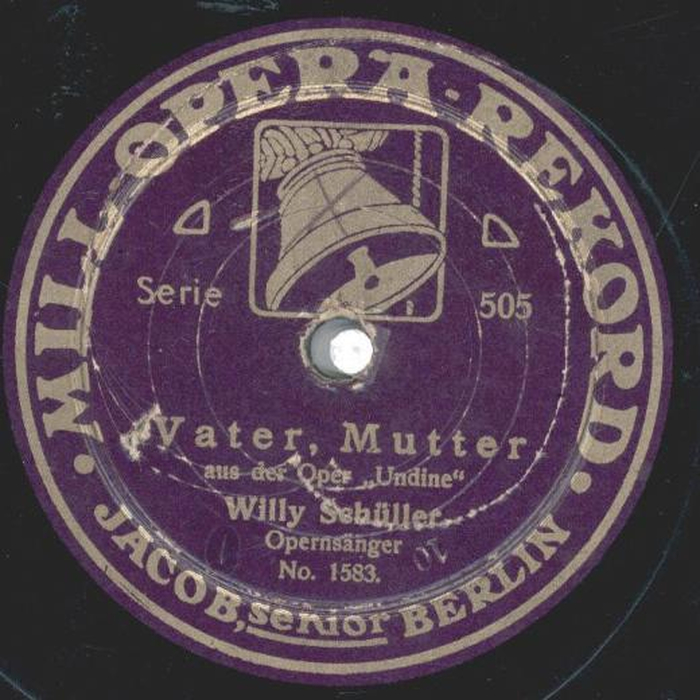 MILL-OPERA-REKORD
Serie 505
Vater, Mutter
aus der Oper „Undine“
Willy Schüller
Opernsänger
No. 1583.
JACOB, senior BERLIN